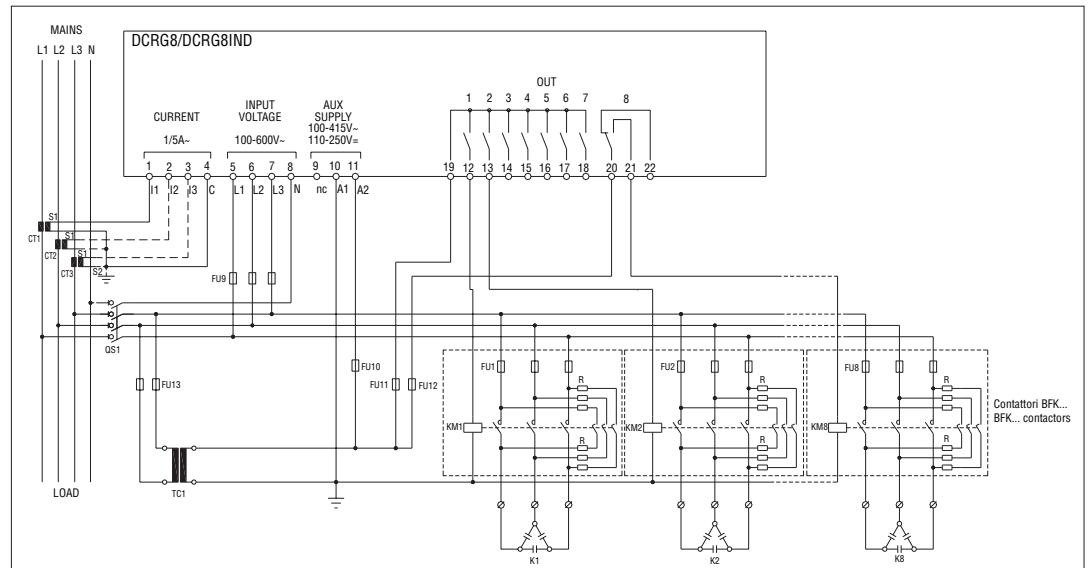 MAINS
L1 L2 L3 N
DCRG8/DCRG8IND
OUT
1 2 3 4 5 6 7 8
CURRENT
1/5A~
INPUT
VOLTAGE
100-600V~
AUX
SUPPLY
100-415V~
110-250V=
1 2 3 4 5 6 7 8 9 10 11 19 12 13 14 15 16 17 18 20 21 22
I1 I2 I3 C L1 L2 L3 N nc A1 A2
S1
CT1
S1
CT2
S1
CT3
S2
FU9
QS1
FU13
FU10
FU11
FU12
FU1
R
KM1
R
FU2
R
KM2
R
FU8
R
KM8
R
Contattori BFK...
BFK... contactors
LOAD
TC1
K1
K2
K8